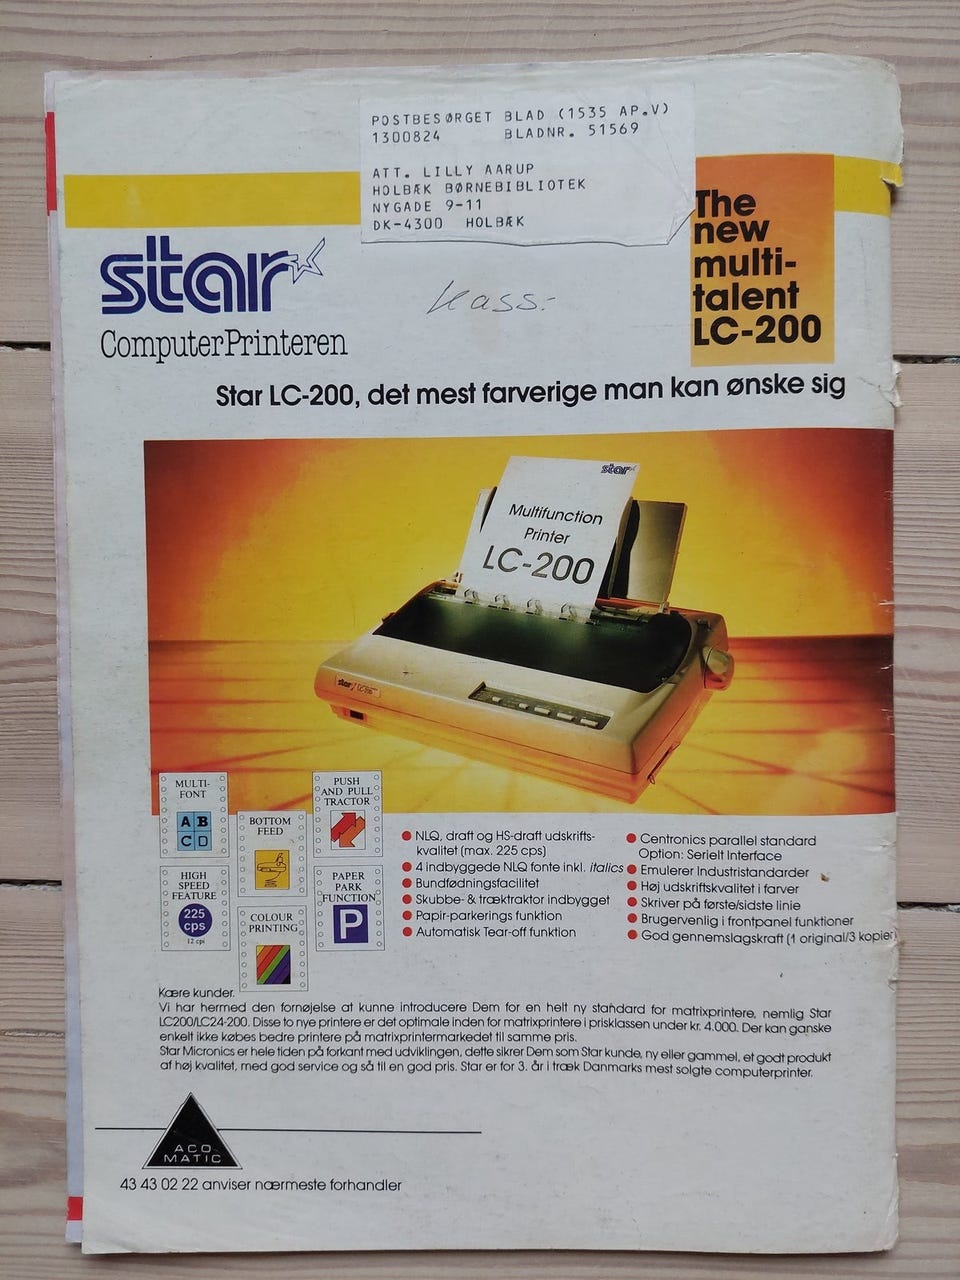 POSTBESØRGET BLAD (1535 AP.V)
1300824 BLADNR. 51569
ATT. LILLY AARUP
HOLBÆK BØRNEBIBLIOTEK
NYGADE 9-11
DK-4300 HOLBÆK
The
new
multi-
talent
LC-200
star
ComputerPrinteren
Kass.-
Star LC-200, det mest farverige man kan ønske sig
star
Multifunction
Printer
LC-200
star LC-200
MULTI-
FONT
A B
C D
BOTTOM
FEED
PUSH
AND PULL
TRACTOR
HIGH
SPEED
FEATURE
225
cps
12 cpi
COLOUR
PRINTING
PAPER
PARK
FUNCTION
P
NLQ, draft og HS-draft udskrifts-
kvalitet (max. 225 cps)
4 indbyggede NLQ fonte inkl. italics
Bundfødningsfacilitet
Skubbe- & træktraktor indbygget
Papir-parkerings funktion
Automatisk Tear-off funktion
Centronics parallel standard
Option: Serielt Interface
Emulerer Industristandarder
Høj udskriftskvalitet i farver
Skriver på første/sidste linie
Brugervenlig i frontpanel funktioner
God gennemslagskraft (1 original/3 kopier)
Kære kunder.
Vi har hermed den fornøjelse at kunne introducere Dem for en helt ny standard for matrixprintere, nemlig Star
LC200/LC24-200. Disse to nye printere er det optimale inden for matrixprintere i prisklassen under kr. 4.000. Der kan ganske
enkelt ikke købes bedre printere på matrixprintermarkedet til samme pris.
Star Micronics er hele tiden på forkant med udviklingen, dette sikrer Dem som Star kunde, ny eller gammel, et godt produkt
af høj kvalitet, med god service og så til en god pris. Star er for 3. år i træk Danmarks mest solgte computerprinter.
ACO
MATIC
43 43 02 22 anviser nærmeste forhandler